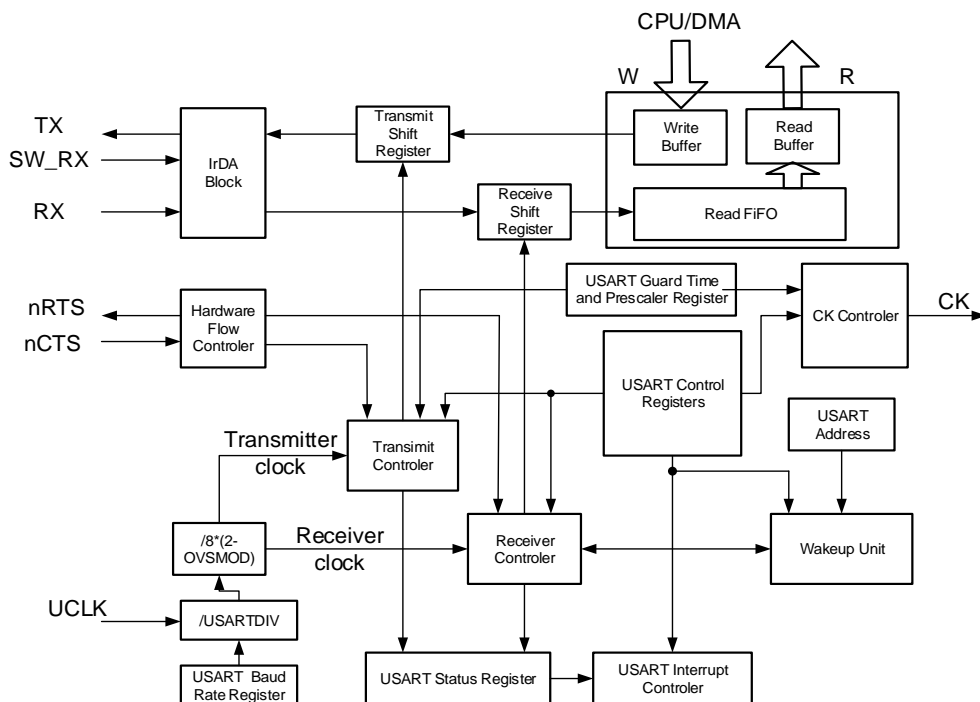 CPU/DMA
W
R
TX
SW_RX
RX
IrDA
Block
Transmit
Shift
Register
Write
Buffer
Read
Buffer
Receive
Shift
Register
Read FiFO
USART Guard Time
and Prescaler Register
CK Controler
CK
nRTS
nCTS
Hardware
Flow
Controler
USART Control
Registers
USART
Address
Transmitter
clock
Transimit
Controler
/8*(2-
OVSMOD)
Receiver
clock
Receiver
Controler
Wakeup Unit
UCLK
/USARTDIV
USART Baud
Rate Register
USART Status Register
USART Interrupt
Controler